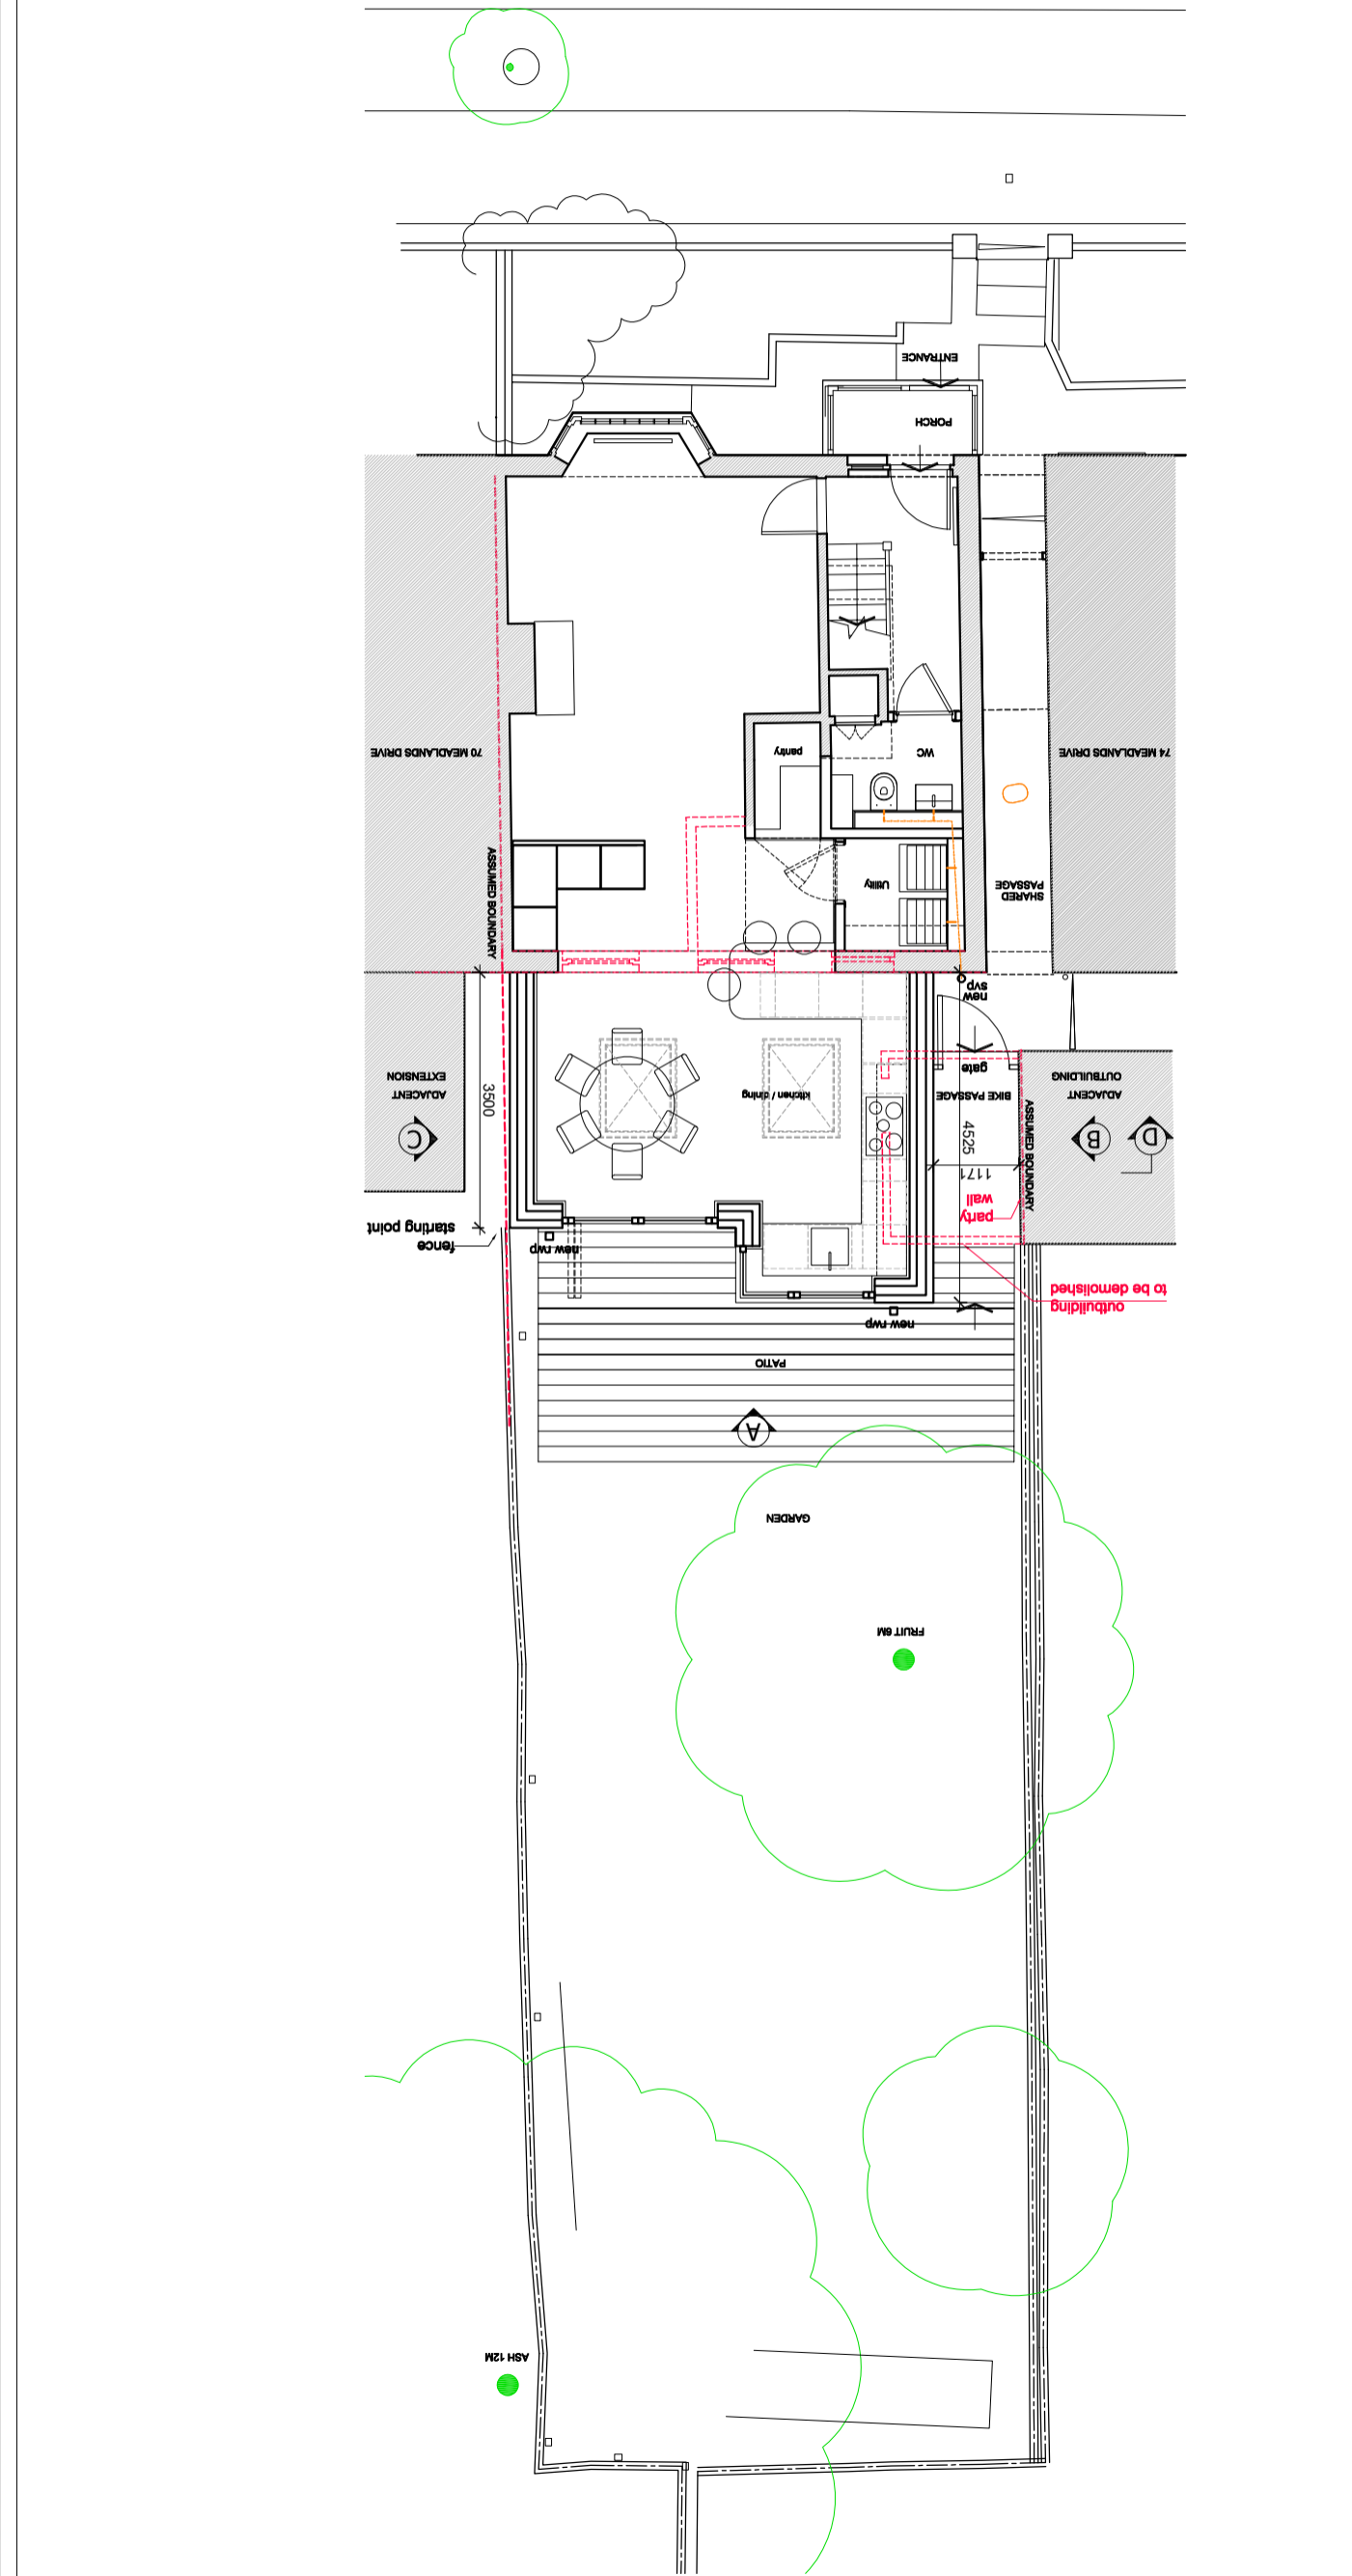 ENTRANCE
PORCH
70 MEADLANDS DRIVE
pantry
WC
74 MEADLANDS DRIVE
ASSUMED BOUNDARY
Utility
SHARED
PASSAGE
new
svp
ADJACENT
EXTENSION
3500
kitchen / dining
gate
BIKE PASSAGE
ASSUMED BOUNDARY
ADJACENT
OUTBUILDING
C
4525
B
D
1171
party
wall
fence
starting point
new rwp
outbuilding
to be demolished
new rwp
PATIO
A
GARDEN
FRUIT 6M
ASH 12M